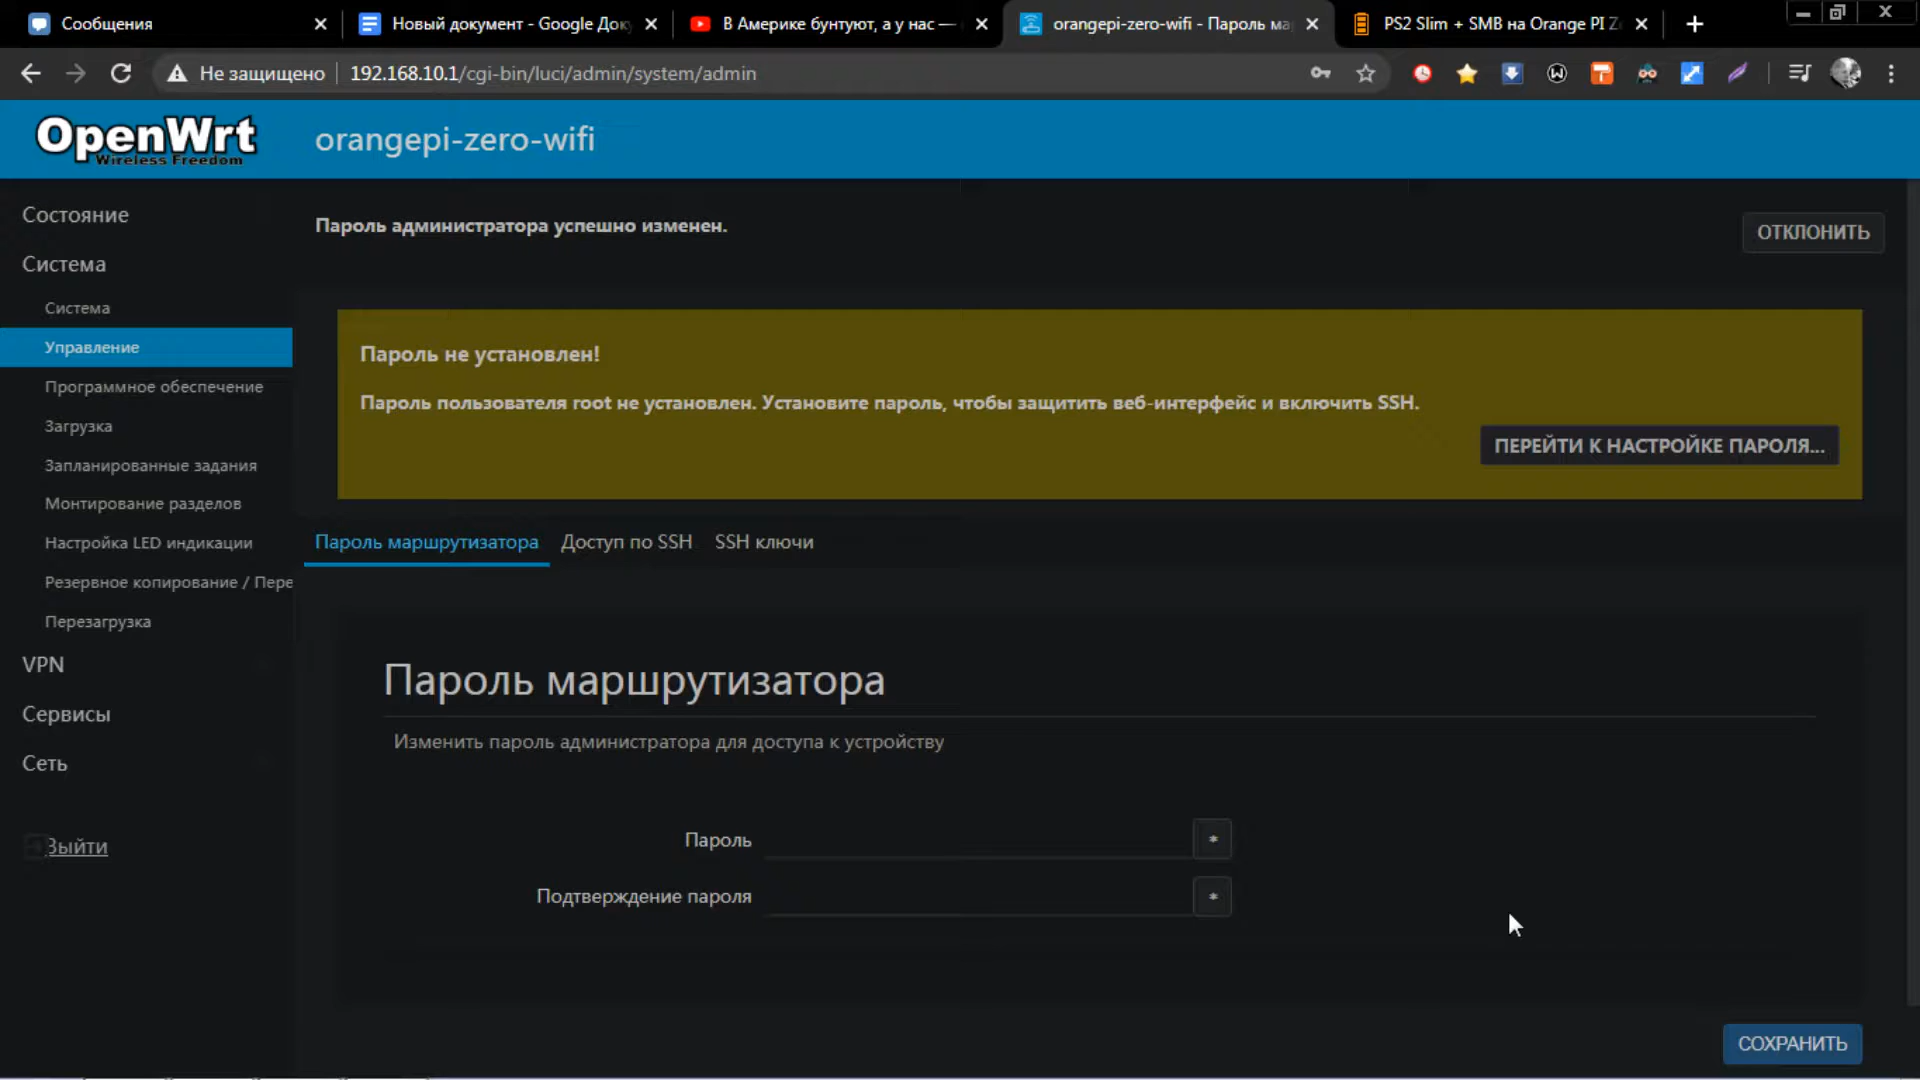 Сообщения
Новый документ - Google Док
В Америке бунтуют, а у нас —
orangepi-zero-wifi - Пароль ма
PS2 Slim + SMB на Orange PI Z
Не защищено
192.168.10.1/cgi-bin/luci/admin/system/admin
OpenWrt
Wireless Freedom
orangepi-zero-wifi
Состояние
Система
Система
Управление
Программное обеспечение
Загрузка
Запланированные задания
Монтирование разделов
Настройка LED индикации
Резервное копирование / Пере
Перезагрузка
VPN
Сервисы
Сеть
Выйти
Пароль администратора успешно изменен.
ОТКЛОНИТЬ
Пароль не установлен!
Пароль пользователя root не установлен. Установите пароль, чтобы защитить веб-интерфейс и включить SSH.
ПЕРЕЙТИ К НАСТРОЙКЕ ПАРОЛЯ...
Пароль маршрутизатора
Доступ по SSH
SSH ключи
Пароль маршрутизатора
Изменить пароль администратора для доступа к устройству
Пароль
*
Подтверждение пароля
*
СОХРАНИТЬ